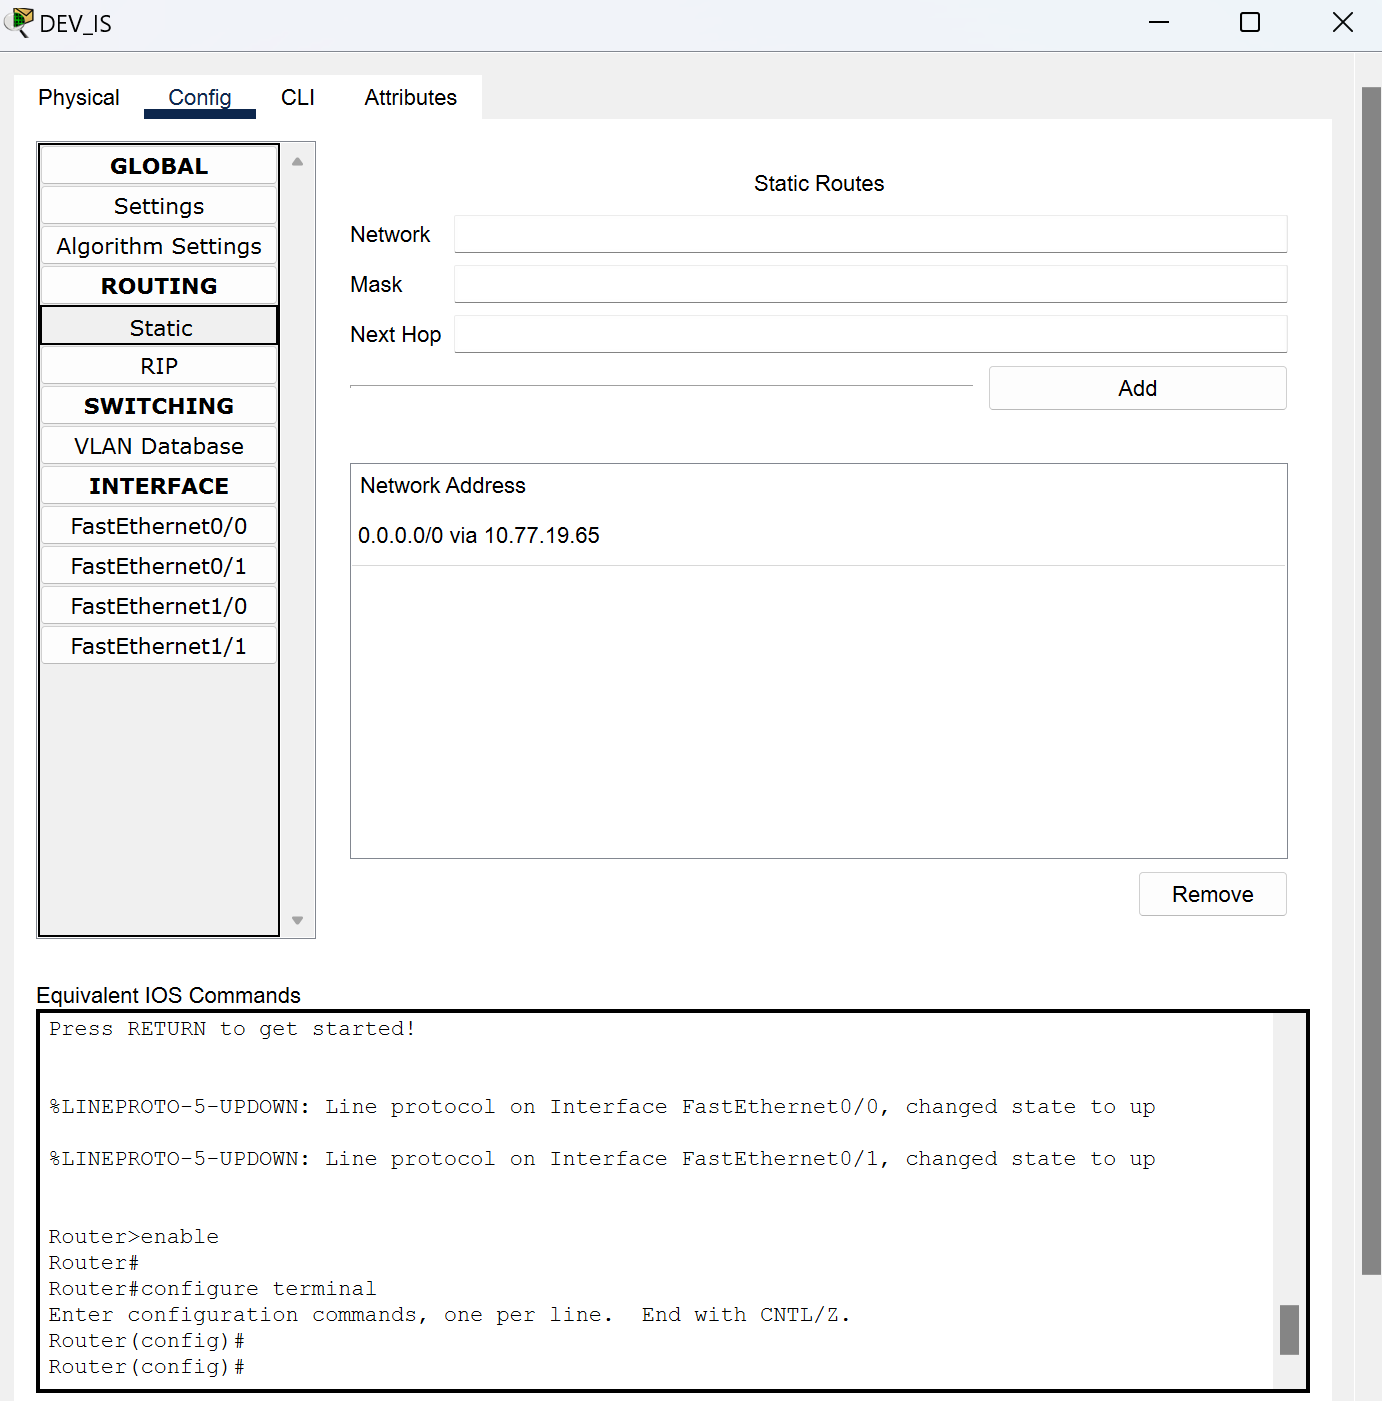 DEV_IS
Physical Config CLI Attributes
GLOBAL
Settings
Algorithm Settings
ROUTING
Static
RIP
SWITCHING
VLAN Database
INTERFACE
FastEthernet0/0
FastEthernet0/1
FastEthernet1/0
FastEthernet1/1
Static Routes
Network
Mask
Next Hop
Add
Network Address
0.0.0.0/0 via 10.77.19.65
Remove
Equivalent IOS Commands
Press RETURN to get started!
%LINEPROTO-5-UPDOWN: Line protocol on Interface FastEthernet0/0, changed state to up
%LINEPROTO-5-UPDOWN: Line protocol on Interface FastEthernet0/1, changed state to up
Router>enable
Router#
Router#configure terminal
Enter configuration commands, one per line.  End with CNTL/Z.
Router(config)#
Router(config)#